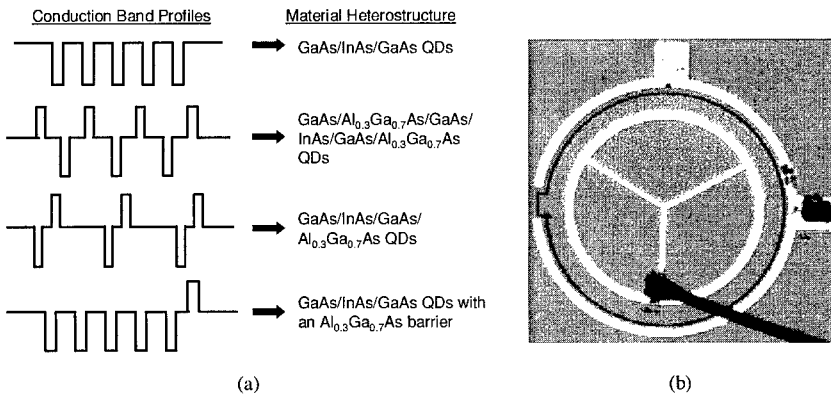 Conduction Band Profiles
Material Heterostructure
GaAs/InAs/GaAs QDs
GaAs/Al0.3Ga0.7As/GaAs/
InAs/GaAs/Al0.3Ga0.7As
QDs
GaAs/InAs/GaAs/
Al0.3Ga0.7As QDs
GaAs/InAs/GaAs QDs with
an Al0.3Ga0.7As barrier
(a)
(b)